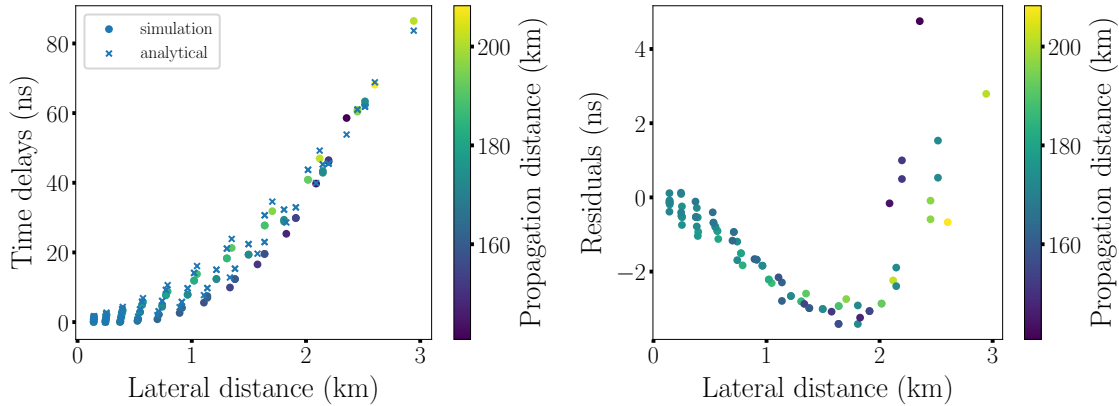 80
60
40
20
0
Time delays (ns)
simulation
analytical
0
1
2
3
Lateral distance (km)
200
180
160
Propagation distance (km)
4
2
0
−2
Residuals (ns)
0
1
2
3
Lateral distance (km)
200
180
160
Propagation distance (km)